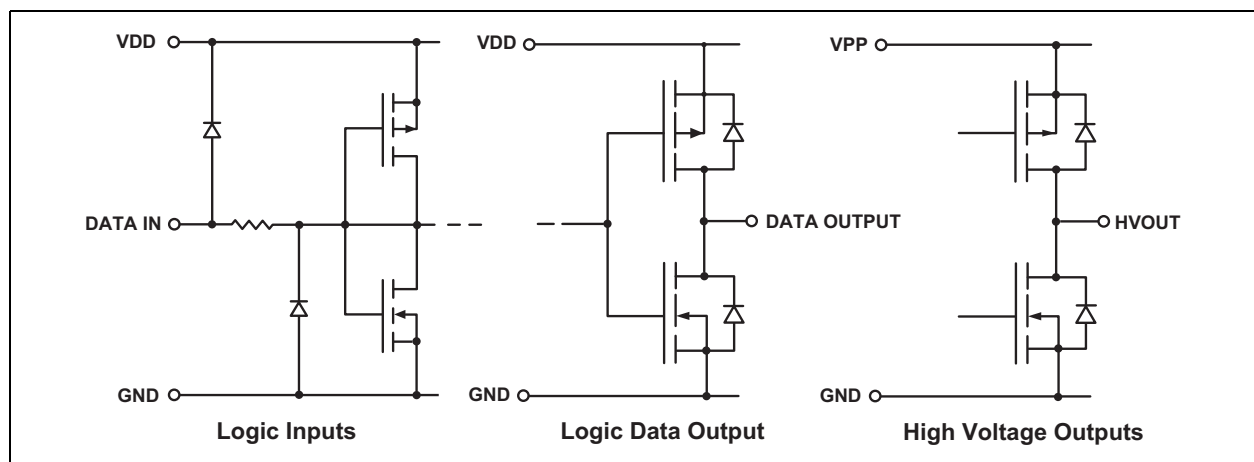 VDD
DATA IN
GND
Logic Inputs
VDD
DATA OUTPUT
GND
Logic Data Output
VPP
HVOUT
GND
High Voltage Outputs